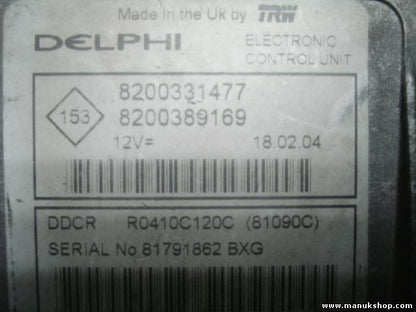 Made in the Uk by TRW
DELPHI ELECTRONIC
CONTROL UNIT
8200331477
153 8200389169
12V= 18.02.04
DDCR R0410C120C (81090C)
SERIAL No 81791862 BXG
www.manukshop.com